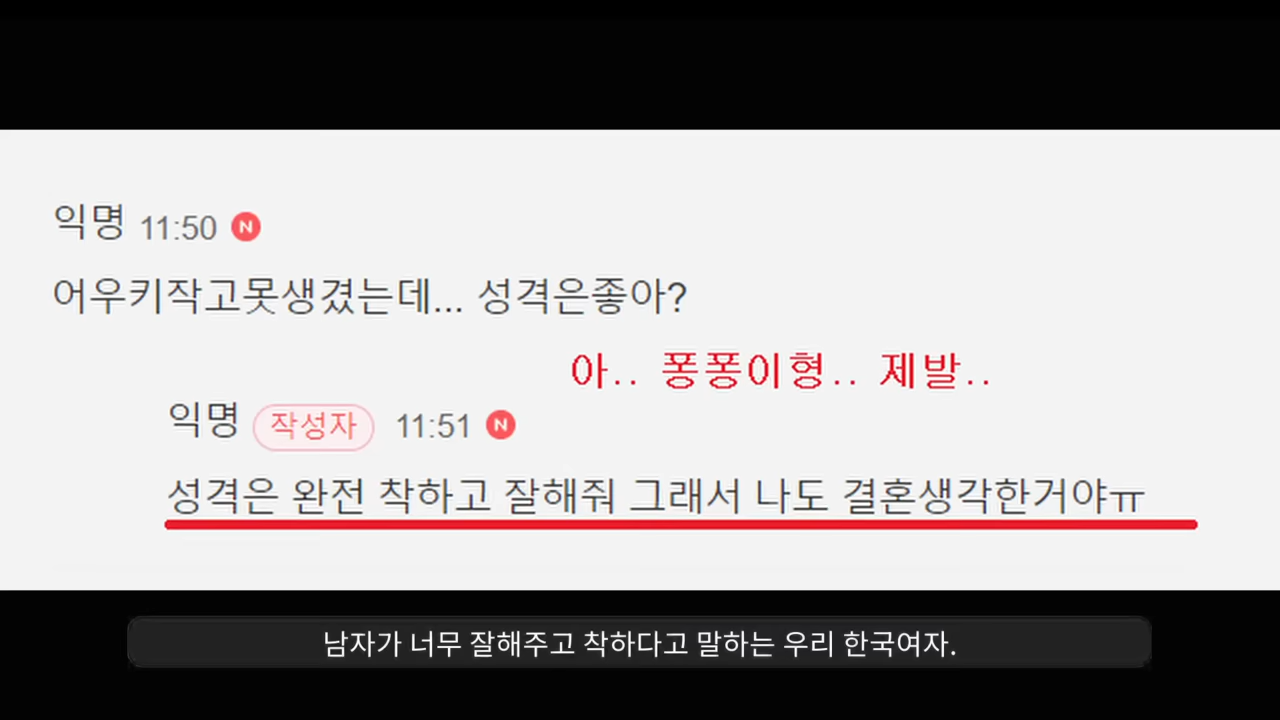 익명 11:50 N
어우키작고못생겼는데... 성격은좋아?
아.. 퐁퐁이형.. 제발..
익명 작성자 11:51 N
성격은 완전 착하고 잘해줘 그래서 나도 결혼생각한거야ㅠ
남자가 너무 잘해주고 착하다고 말하는 우리 한국여자.